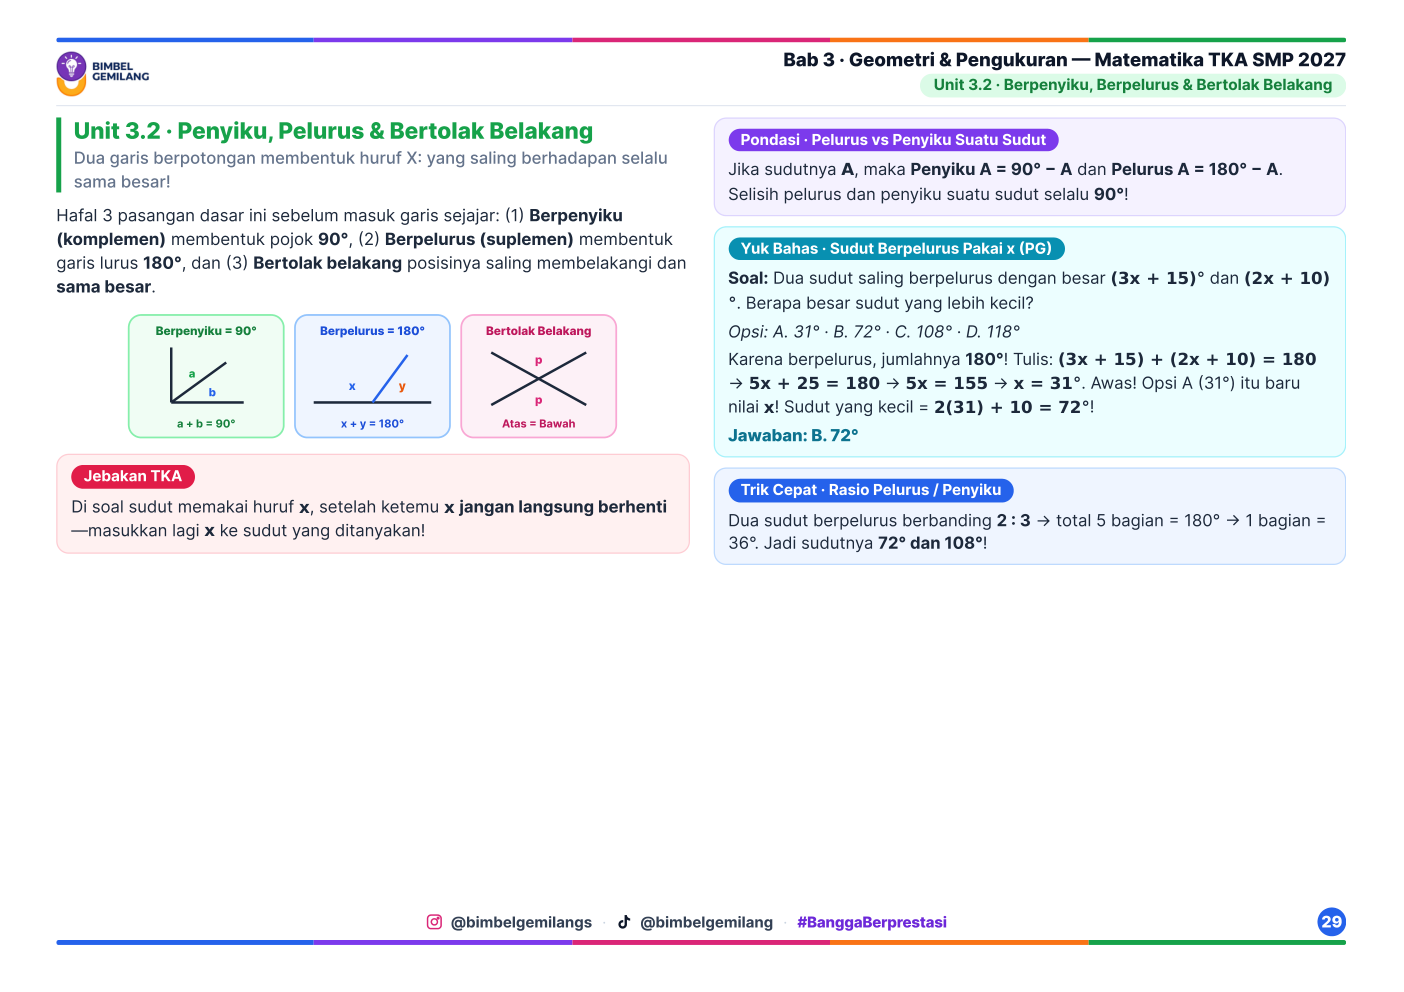 BIMBEL
GEMILANG
Bab 3 · Geometri & Pengukuran — Matematika TKA SMP 2027
Unit 3.2 · Berpenyiku, Berpelurus & Bertolak Belakang
Unit 3.2 · Penyiku, Pelurus & Bertolak Belakang
Dua garis berpotongan membentuk huruf X: yang saling berhadapan selalu
sama besar!
Hafal 3 pasangan dasar ini sebelum masuk garis sejajar: (1) Berpenyiku
(komplemen) membentuk pojok 90°, (2) Berpelurus (suplemen) membentuk
garis lurus 180°, dan (3) Bertolak belakang posisinya saling membelakangi dan
sama besar.
Berpenyiku = 90°
a
b
a + b = 90°
Berpelurus = 180°
x
y
x + y = 180°
Bertolak Belakang
p
p
Atas = Bawah
Jebakan TKA
Di soal sudut memakai huruf x, setelah ketemu x jangan langsung berhenti
—masukkan lagi x ke sudut yang ditanyakan!
Pondasi · Pelurus vs Penyiku Suatu Sudut
Jika sudutnya A, maka Penyiku A = 90° − A dan Pelurus A = 180° − A.
Selisih pelurus dan penyiku suatu sudut selalu 90°!
Yuk Bahas · Sudut Berpelurus Pakai x (PG)
Soal: Dua sudut saling berpelurus dengan besar (3x + 15)° dan (2x + 10)
°. Berapa besar sudut yang lebih kecil?
Opsi: A. 31° · B. 72° · C. 108° · D. 118°
Karena berpelurus, jumlahnya 180°! Tulis: (3x + 15) + (2x + 10) = 180
→ 5x + 25 = 180 → 5x = 155 → x = 31°. Awas! Opsi A (31°) itu baru
nilai x! Sudut yang kecil = 2(31) + 10 = 72°!
Jawaban: B. 72°
Trik Cepat · Rasio Pelurus / Penyiku
Dua sudut berpelurus berbanding 2 : 3 → total 5 bagian = 180° → 1 bagian =
36°. Jadi sudutnya 72° dan 108°!
@bimbelgemilangs · @bimbelgemilang · #BanggaBerprestasi
29